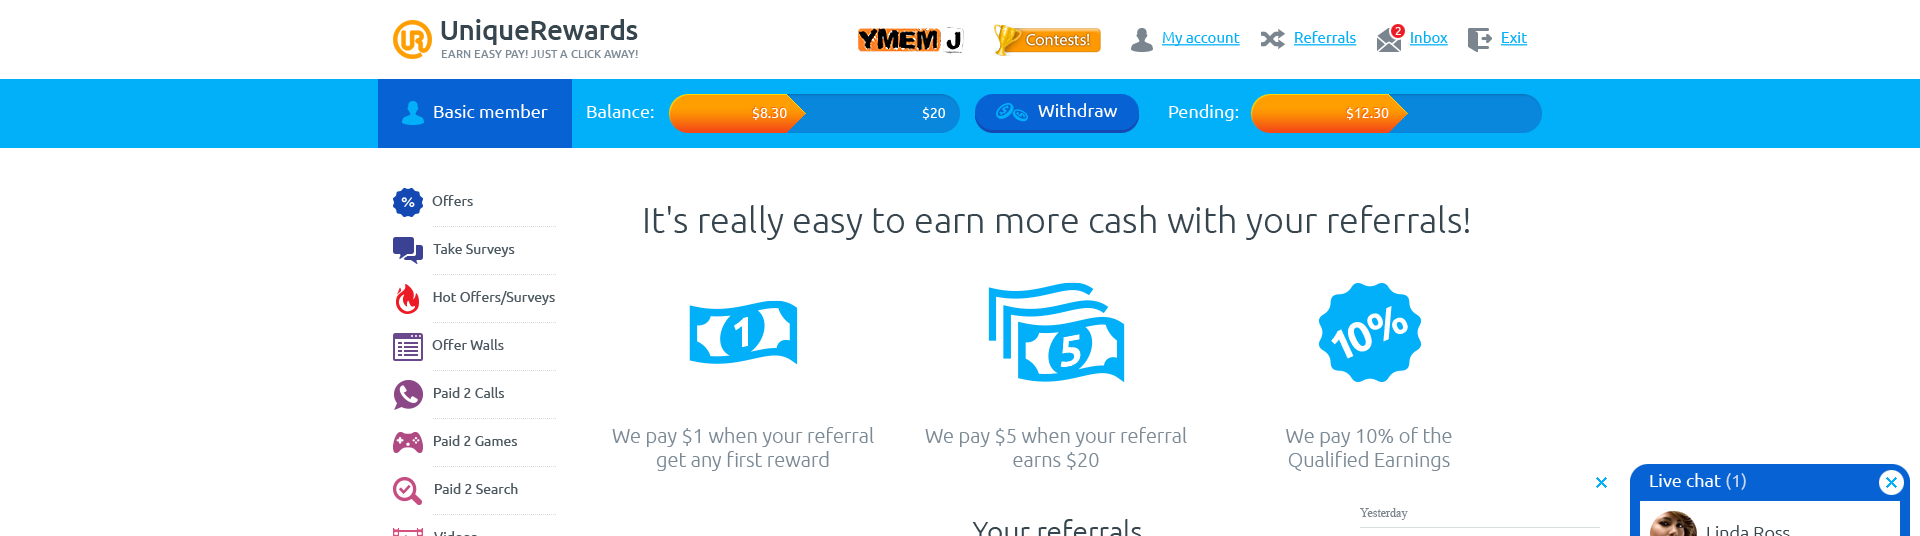 UniqueRewards
EARN EASY PAY! JUST A CLICK AWAY!
YMEM J
Contests!
My account
Referrals
2
Inbox
Exit
Basic member
Balance:
$8.30
$20
Withdraw
Pending:
$12.30
%
Offers
Take Surveys
Hot Offers/Surveys
Offer Walls
Paid 2 Calls
Paid 2 Games
Paid 2 Search
Videos
It's really easy to earn more cash with your referrals!
1
5
10%
We pay $1 when your referral
get any first reward
We pay $5 when your referral
earns $20
We pay 10% of the
Qualified Earnings
Your referrals
Yesterday
Live chat (1)
Linda Ross